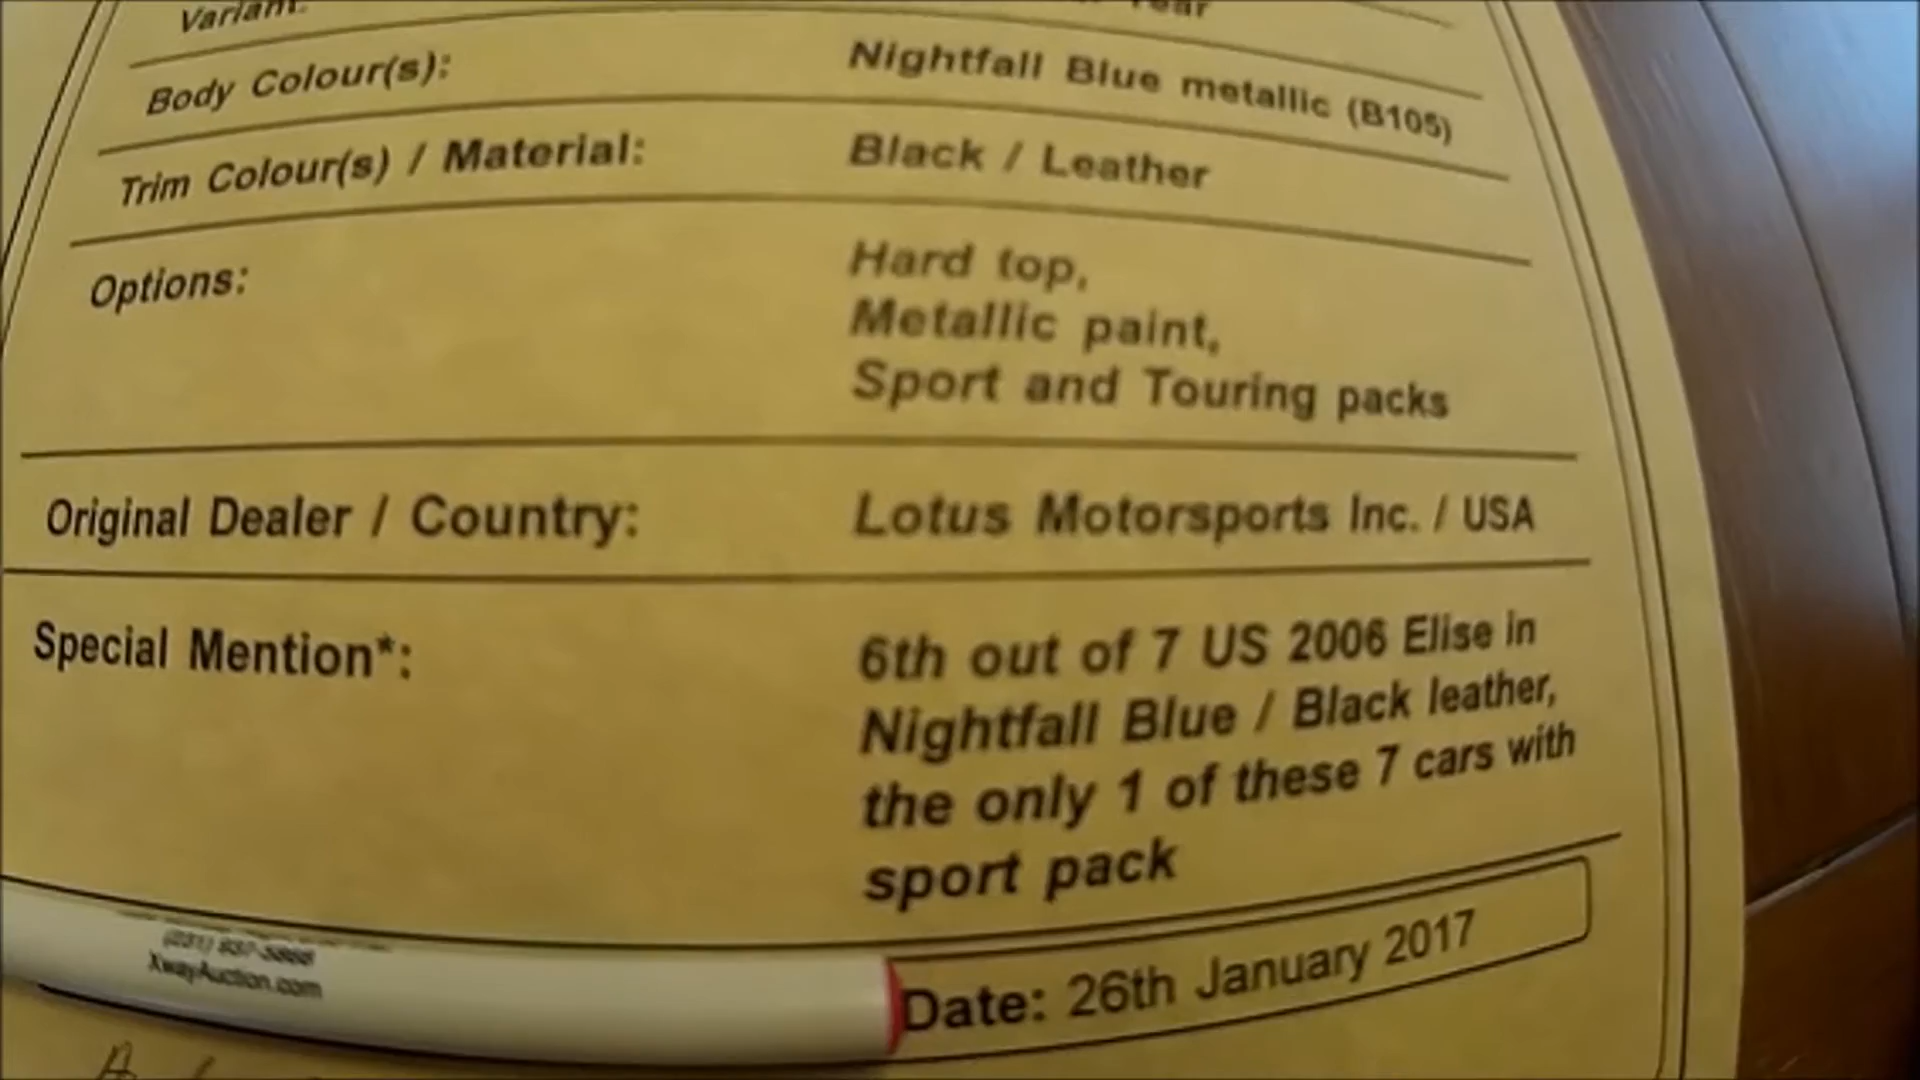 Variant:
Body Colour(s): Nightfall Blue metallic (B105)
Trim Colour(s) / Material: Black / Leather
Options: Hard top,
Metallic paint,
Sport and Touring packs
Original Dealer / Country: Lotus Motorsports Inc. / USA
Special Mention*: 6th out of 7 US 2006 Elise in
Nightfall Blue / Black leather,
the only 1 of these 7 cars with
sport pack
XwayAuction.com
Date: 26th January 2017